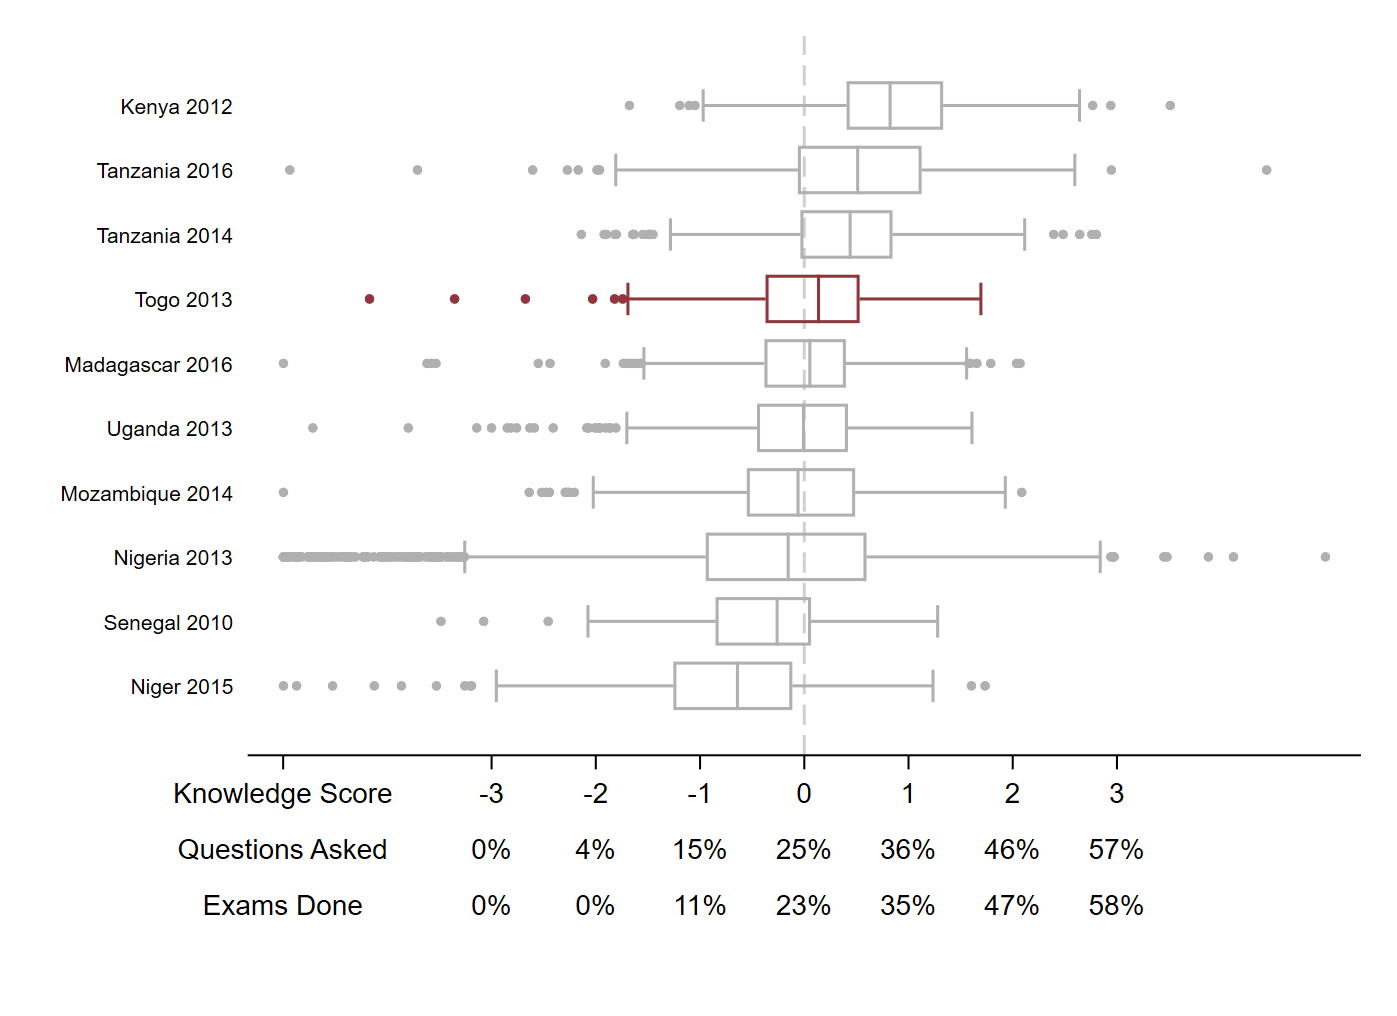 Kenya 2012
Tanzania 2016
Tanzania 2014
Togo 2013
Madagascar 2016
Uganda 2013
Mozambique 2014
Nigeria 2013
Senegal 2010
Niger 2015
Knowledge Score -3 -2 -1 0 1 2 3
Questions Asked 0% 4% 15% 25% 36% 46% 57%
Exams Done 0% 0% 11% 23% 35% 47% 58%